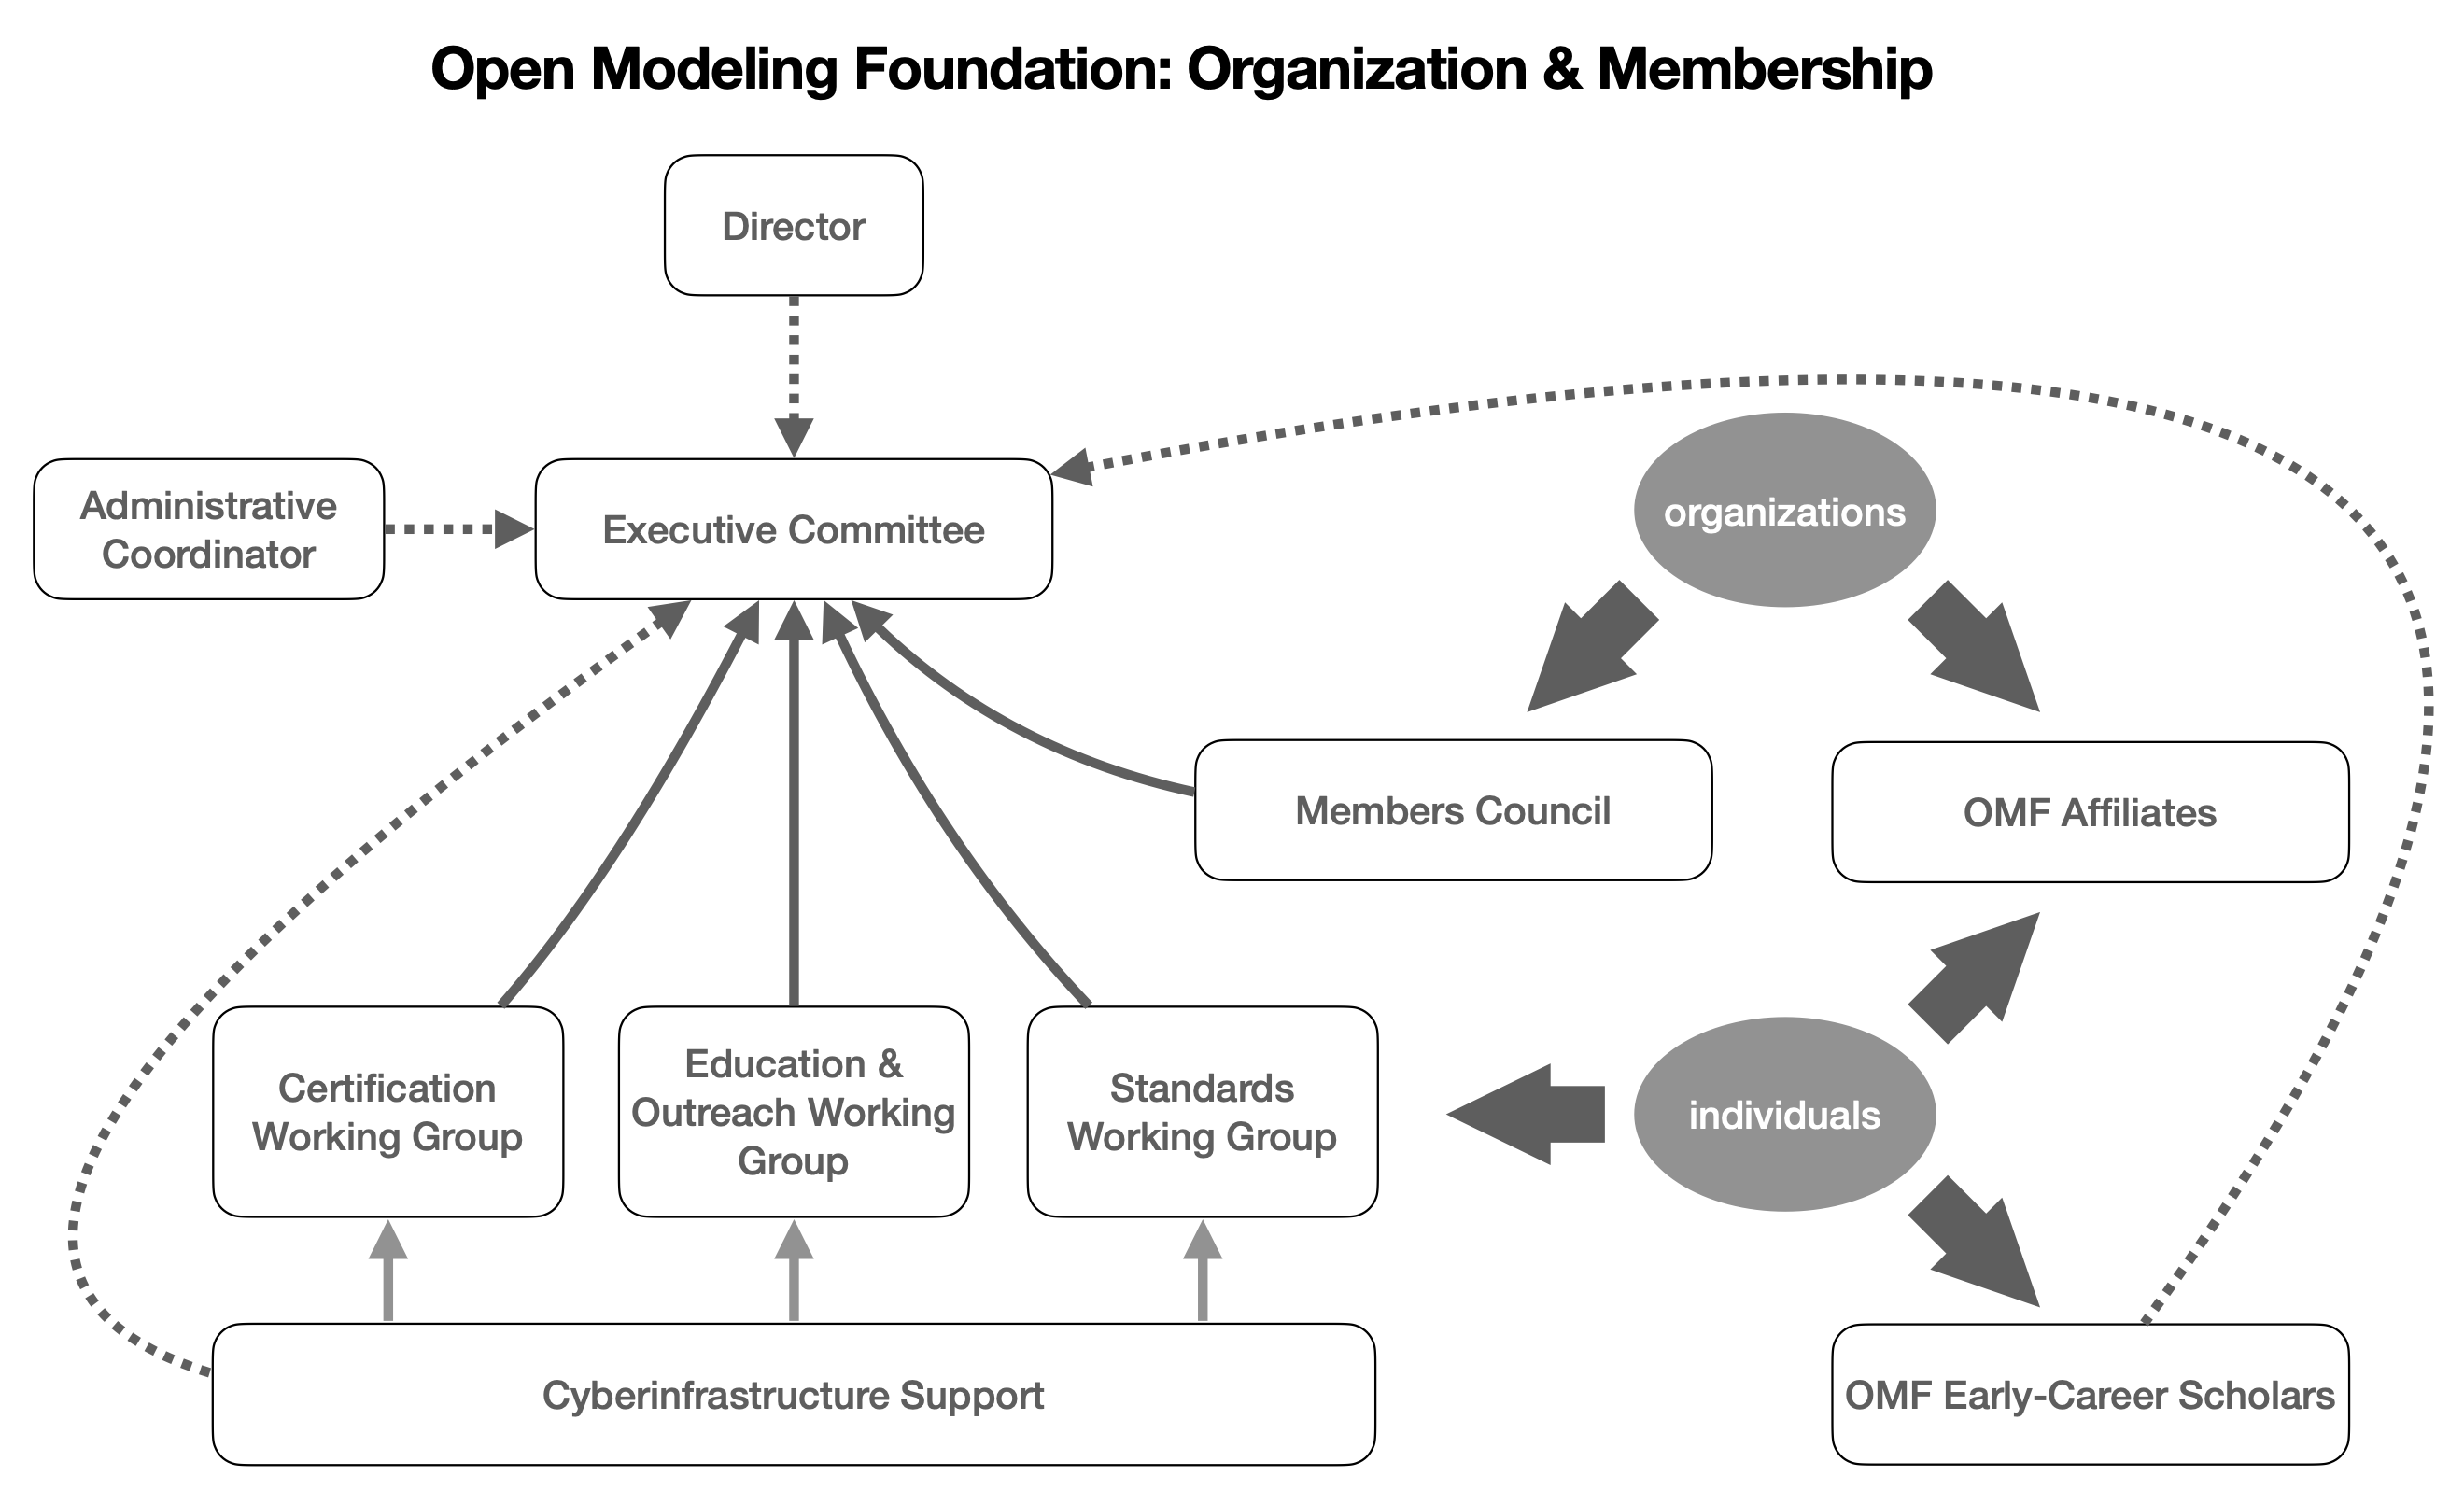 Open Modeling Foundation: Organization & Membership
Director
Administrative
Coordinator
Executive Committee
organizations
Members Council
OMF Affiliates
Certification
Working Group
Education &
Outreach Working
Group
Standards
Working Group
individuals
Cyberinfrastructure Support
OMF Early-Career Scholars